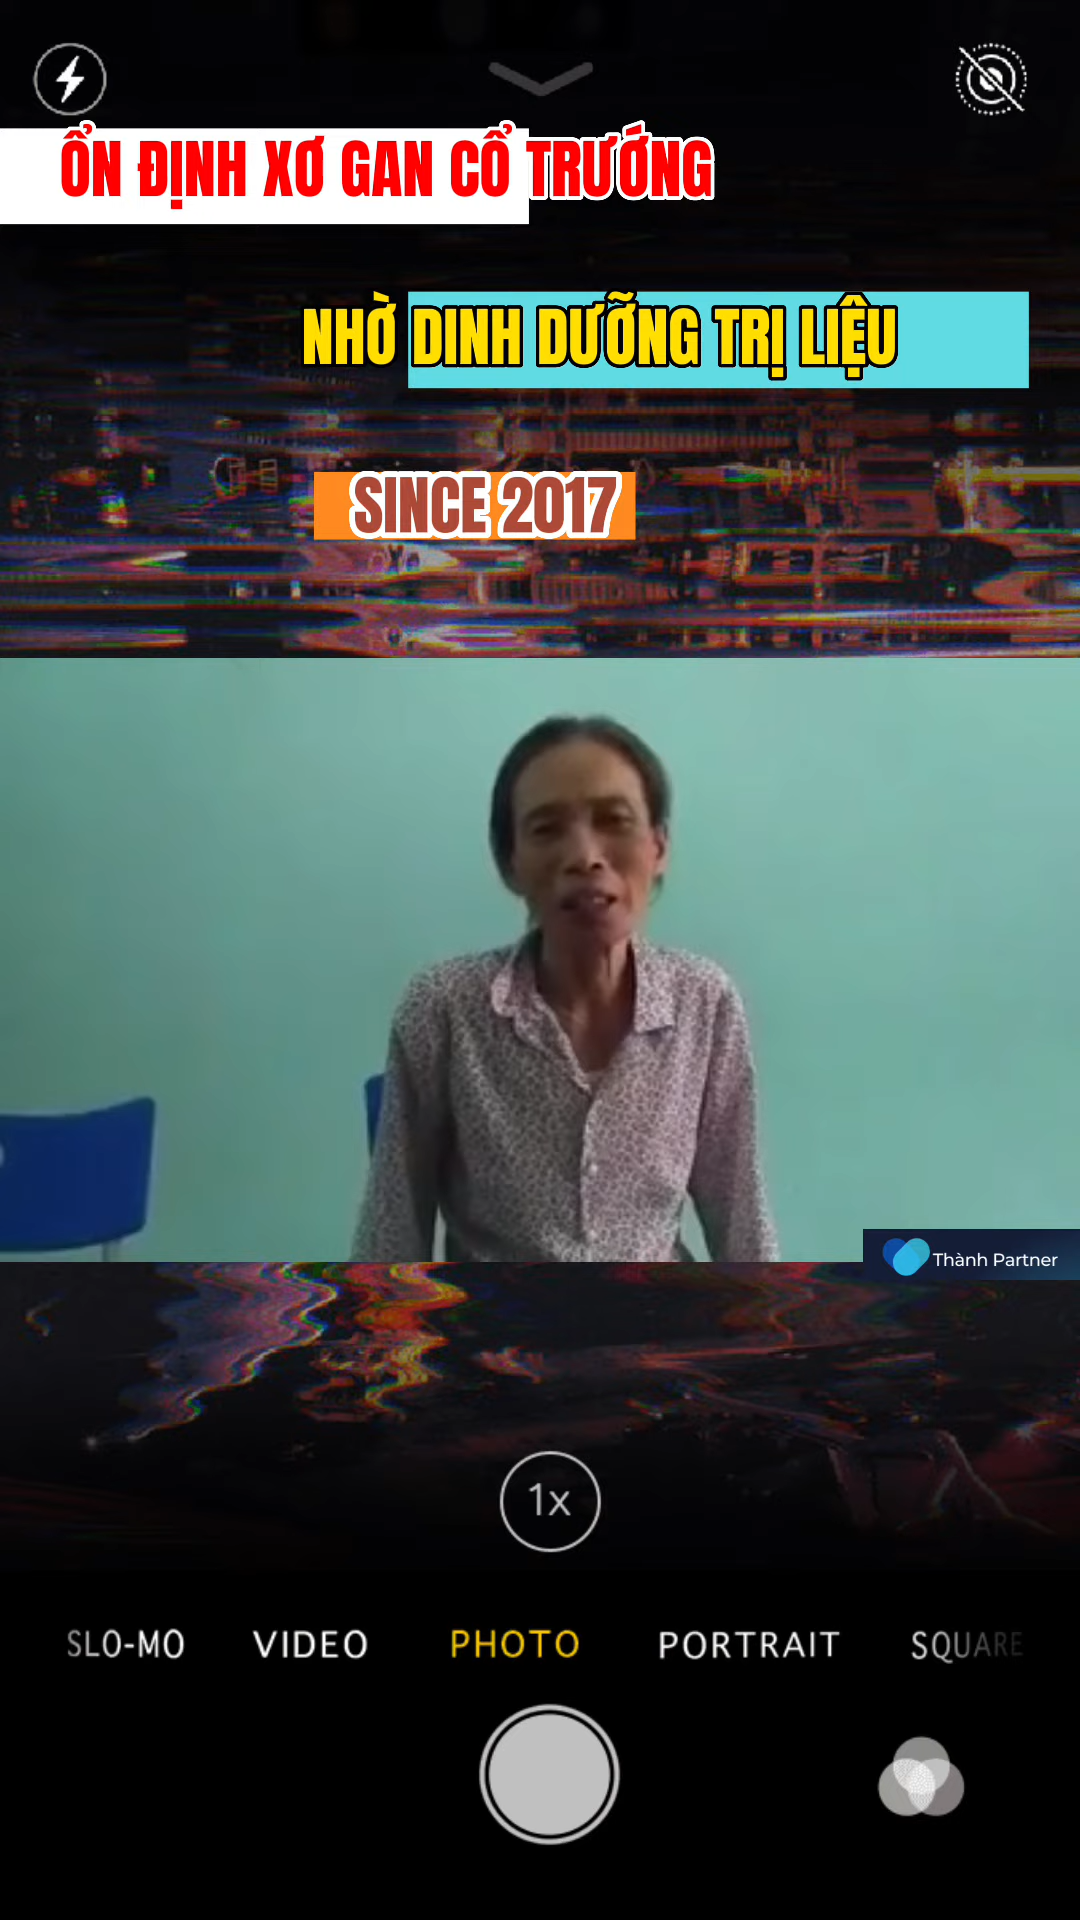 ỔN ĐỊNH XƠ GAN CỔ TRƯỚNG
NHỜ DINH DƯỠNG TRỊ LIỆU
SINCE 2017
Thành Partner
1x
SLO-MO VIDEO PHOTO PORTRAIT SQUARE